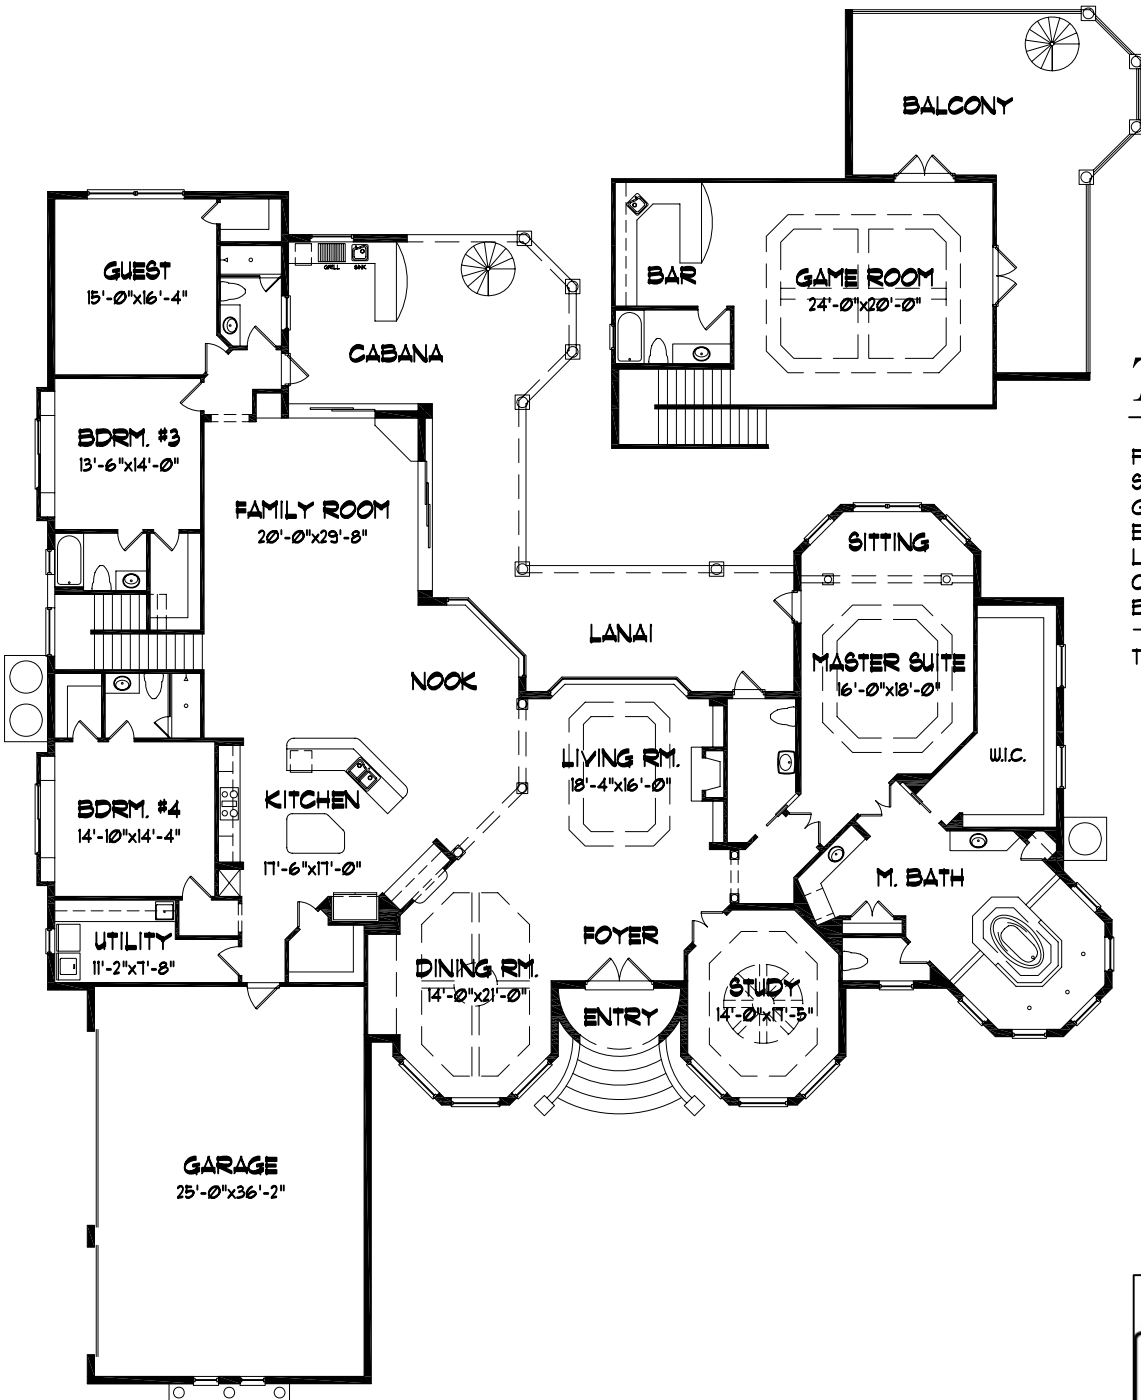 BALCONY
GUEST
15'-0"x16'-4"
GRILL
SINK
BAR
GAME ROOM
24'-0"x20'-0"
CABANA
BDRM. #3
13'-6"x14'-0"
FAMILY ROOM
20'-0"x29'-8"
SITTING
LANAI
NOOK
MASTER SUITE
16'-0"x18'-0"
LIVING RM.
18'-4"x16'-0"
W.I.C.
BDRM. #4
14'-10"x14'-4"
KITCHEN
17'-6"x17'-0"
M. BATH
UTILITY
11'-2"x7'-8"
FOYER
DINING RM.
14'-0"x21'-0"
STUDY
14'-0"x17'-5"
ENTRY
GARAGE
25'-0"x36'-2"